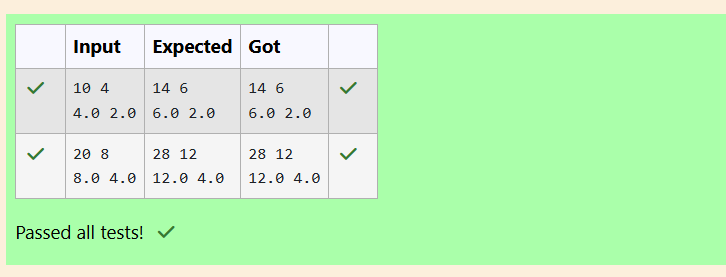 Input Expected Got
10 4 14 6 14 6
4.0 2.0 6.0 2.0 6.0 2.0
20 8 28 12 28 12
8.0 4.0 12.0 4.0 12.0 4.0
Passed all tests!